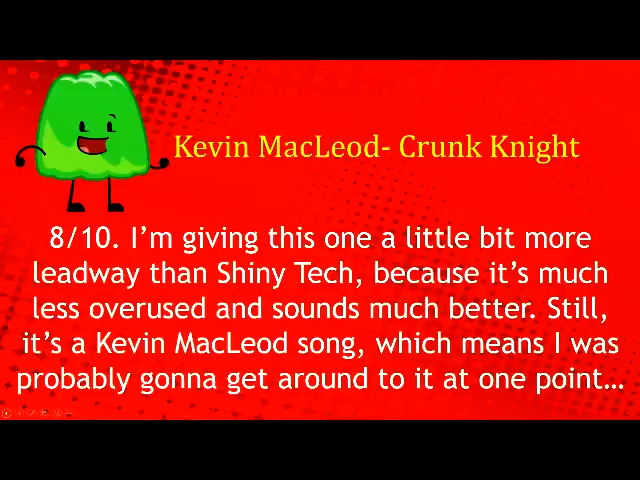 Kevin MacLeod- Crunk Knight
8/10. I’m giving this one a little bit more
leadway than Shiny Tech, because it’s much
less overused and sounds much better. Still,
it’s a Kevin MacLeod song, which means I was
probably gonna get around to it at one point…